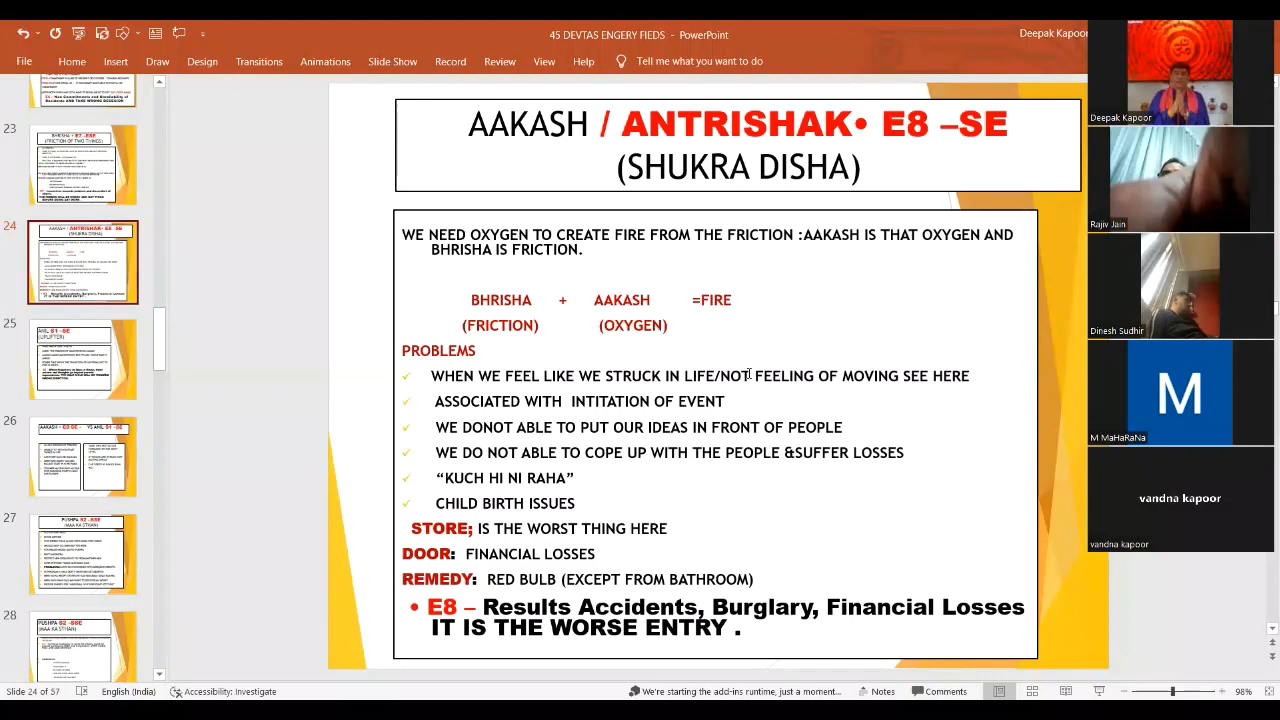 45 DEVTAS ENGERY FIEDS - PowerPoint
Deepak Kapoor
File Home Insert Draw Design Transitions Animations Slide Show Record Review View Help Tell me what you want to do
23
24
25
26
27
28
AAKASH / ANTRISHAK• E8 –SE
(SHUKRA DISHA)
WE NEED OXYGEN TO CREATE FIRE FROM THE FRICTION :AAKASH IS THAT OXYGEN AND
BHRISHA IS FRICTION.
BHRISHA + AAKASH =FIRE
(FRICTION) (OXYGEN)
PROBLEMS
✓ WHEN WE FEEL LIKE WE STRUCK IN LIFE/NOT FEELING OF MOVING SEE HERE
✓ ASSOCIATED WITH INTITATION OF EVENT
✓ WE DONOT ABLE TO PUT OUR IDEAS IN FRONT OF PEOPLE
✓ WE DO NOT ABLE TO COPE UP WITH THE PEOPLE &SUFFER LOSSES
✓ “KUCH HI NI RAHA”
✓ CHILD BIRTH ISSUES
STORE; IS THE WORST THING HERE
DOOR: FINANCIAL LOSSES
REMEDY: RED BULB (EXCEPT FROM BATHROOM)
• E8 – Results Accidents, Burglary, Financial Losses
IT IS THE WORSE ENTRY .
Deepak Kapoor
Rajiv Jain
Dinesh Sudhir
M
M MaHaRaNa
vandna kapoor
vandna kapoor
Slide 24 of 57 English (India) Accessibility: Investigate We're starting the add-ins runtime, just a moment... Notes Comments 98%